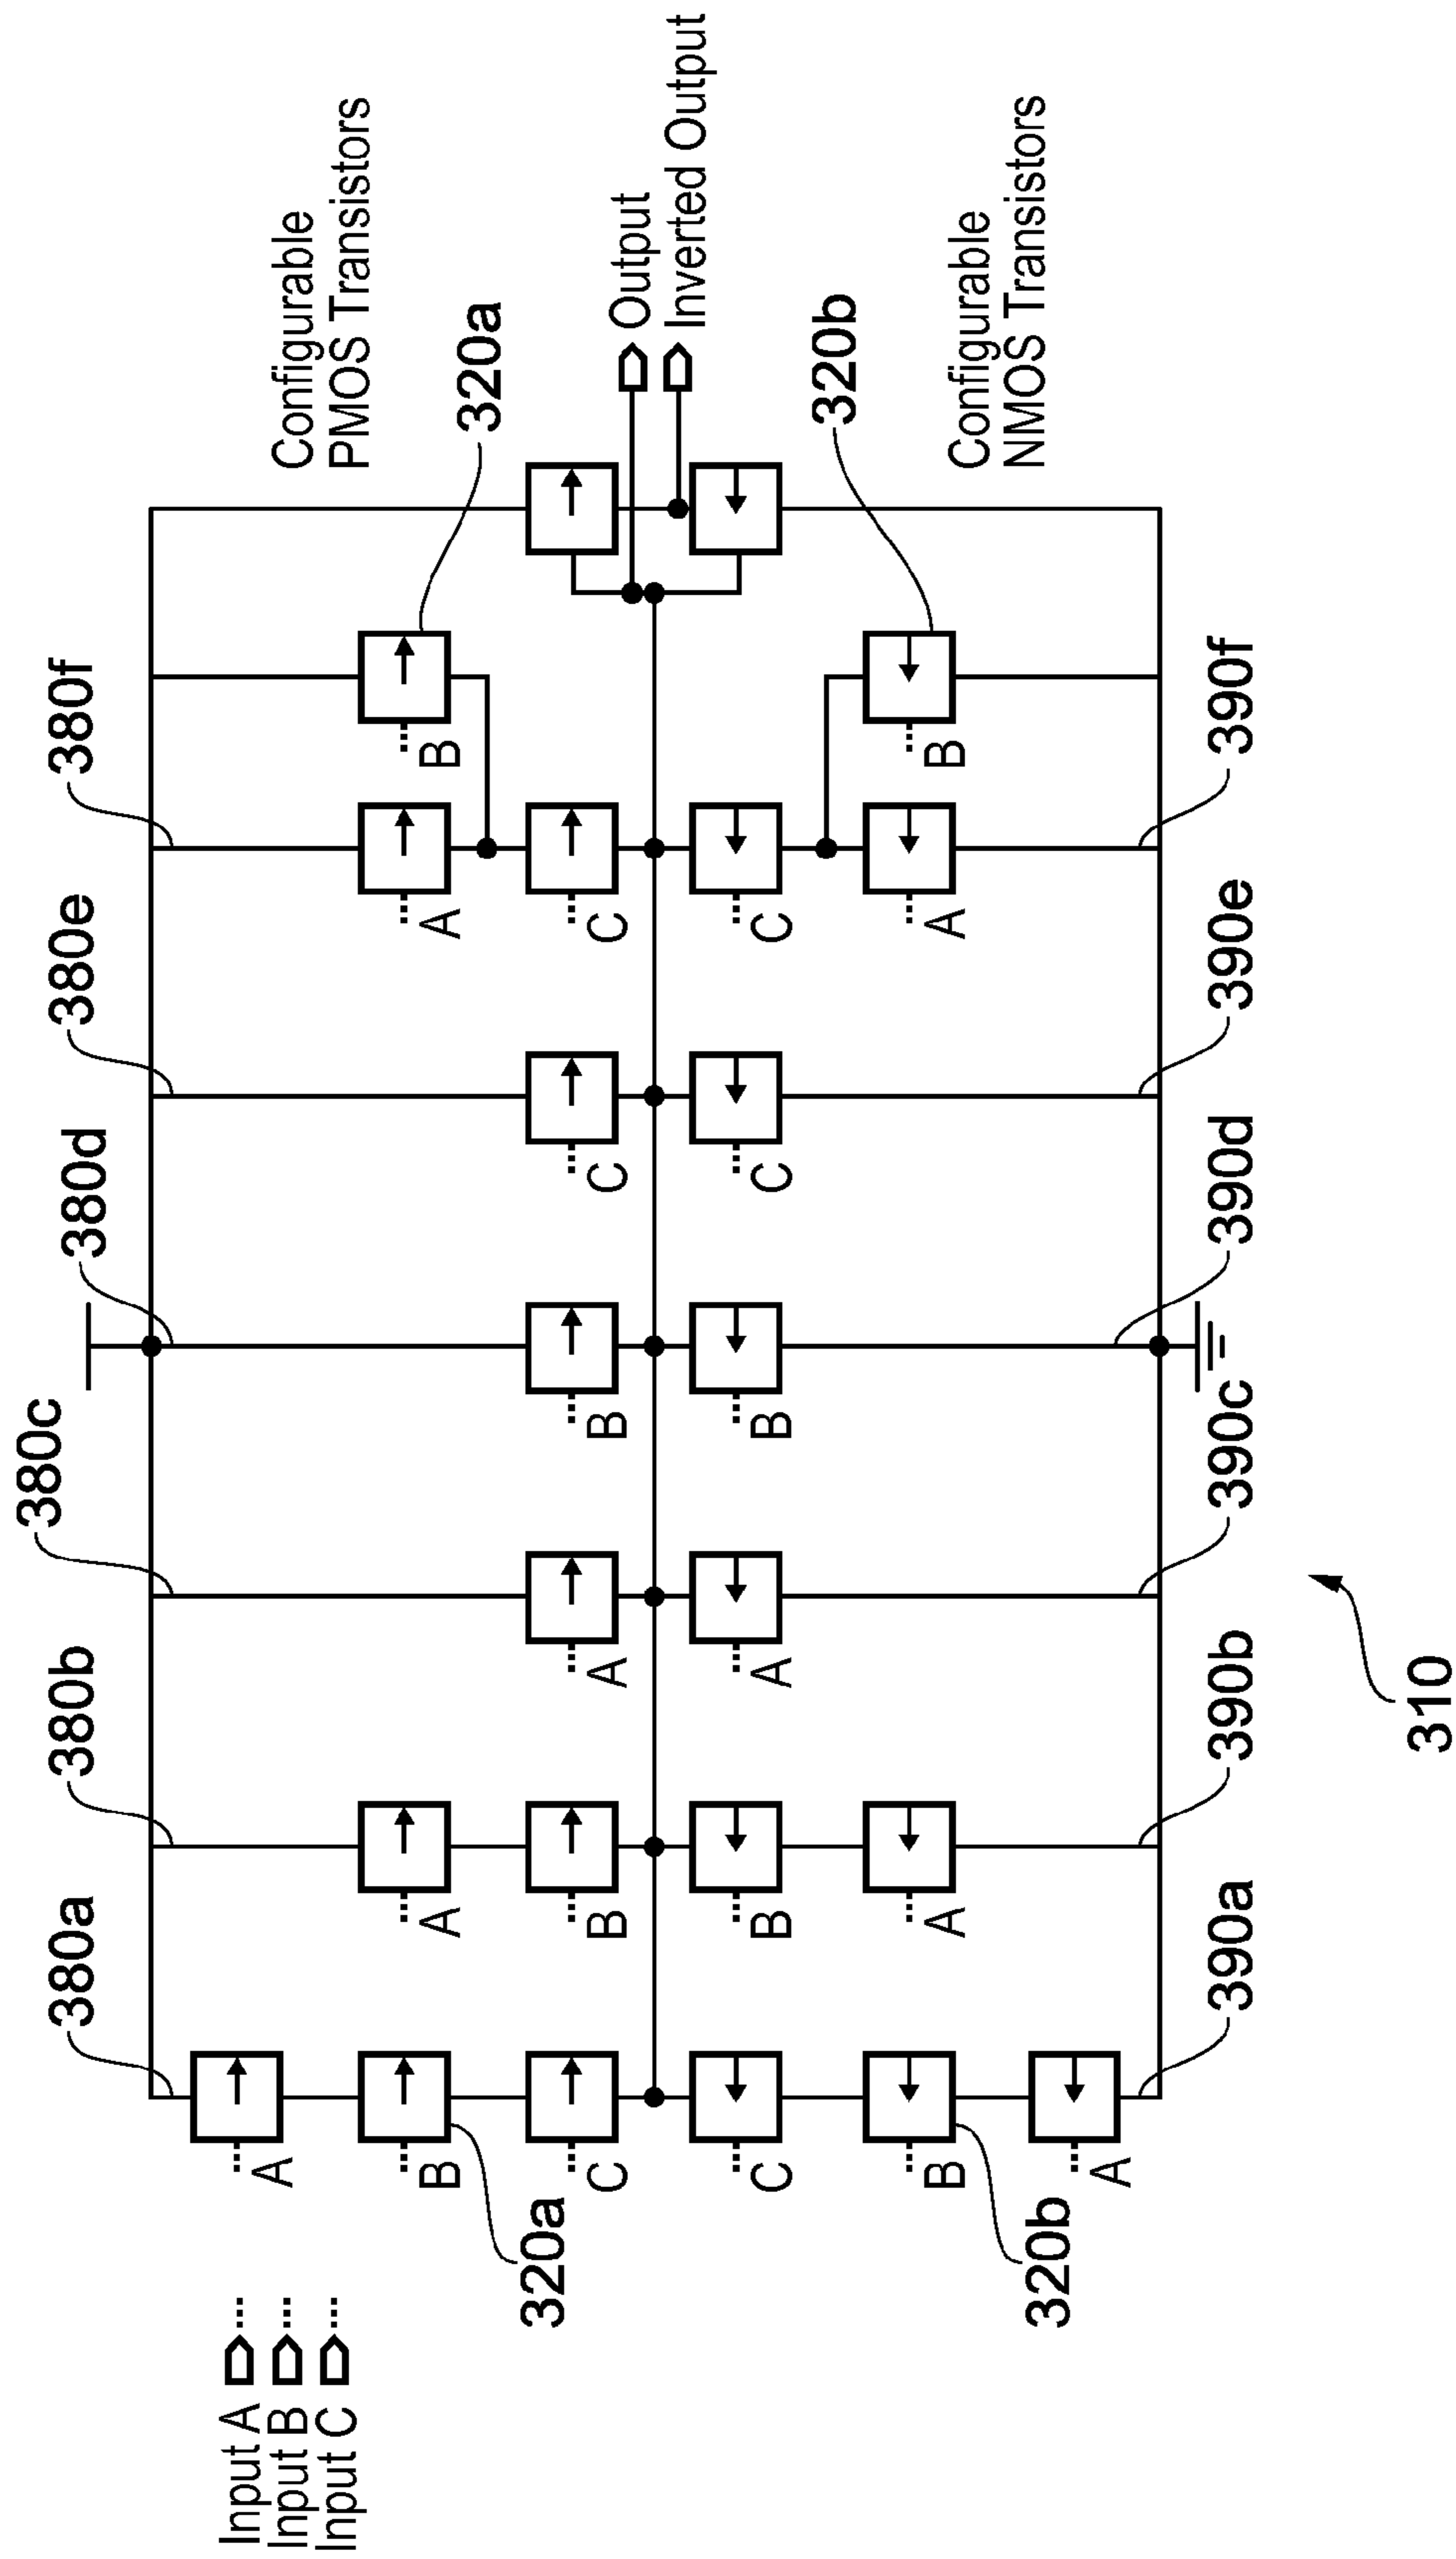 380a
380b
380c
380d
380e
380f
Configurable
PMOS Transistors
320a
Input A
Input B
Input C
A
A
B
B
A
B
A
B
C
320a
C
B
A
B
C
C
Output
Inverted Output
C
B
A
B
C
C
320b
B
A
A
B
320b
A
Configurable
NMOS Transistors
390a
390b
390c
390d
390e
390f
310